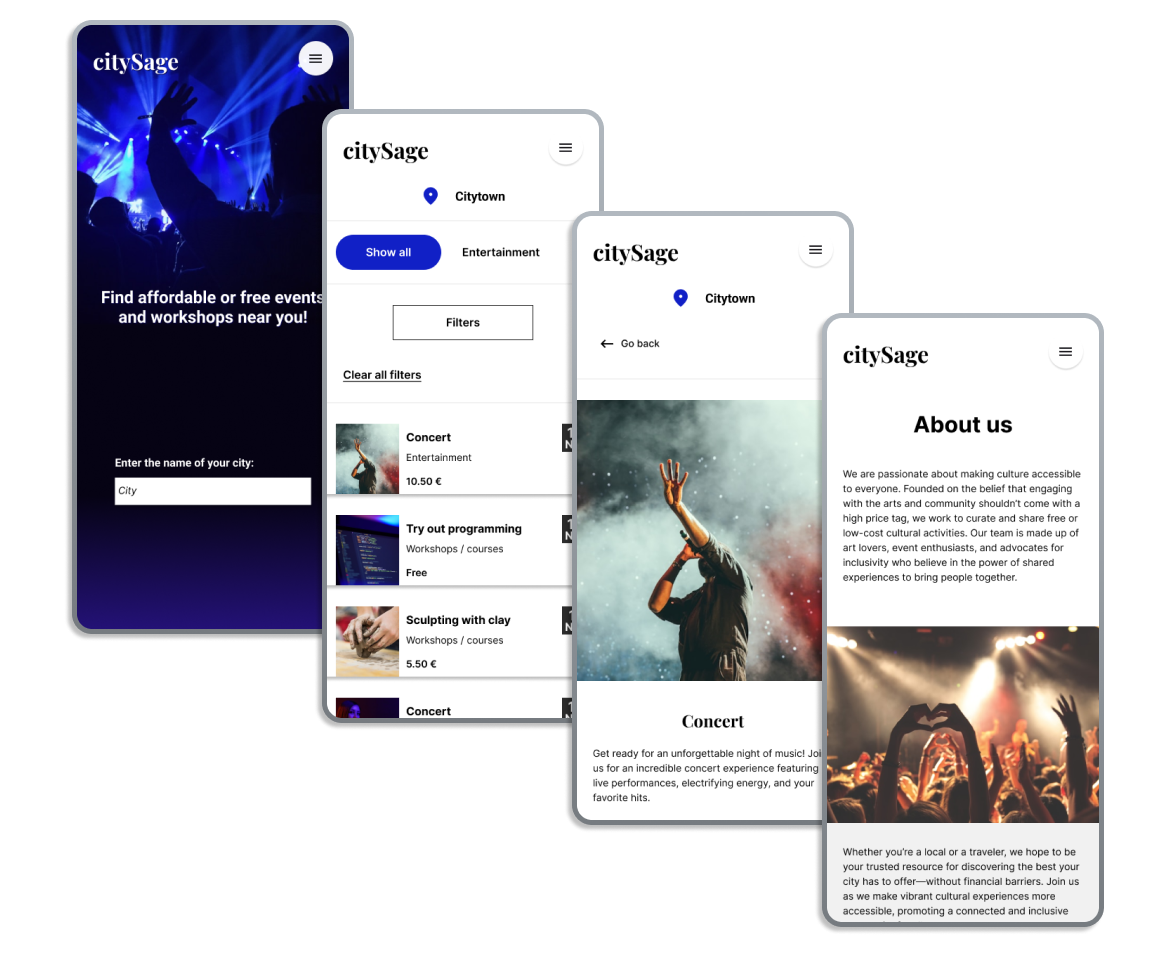 citySage
Find affordable or free events
and workshops near you!
Enter the name of your city:
City
citySage
Citytown
Show all
Entertainment
Filters
Clear all filters
Concert
Entertainment
10.50 €
Try out programming
Workshops / courses
Free
Sculpting with clay
Workshops / courses
5.50 €
Concert
citySage
Citytown
Go back
Concert
Get ready for an unforgettable night of music!
us for an incredible concert experience featuring
live performances, electrifying energy, and your
favorite hits.
citySage
About us
We are passionate about making culture accessible
to everyone. Founded on the belief that engaging
with the arts and community shouldn't come with a
high price tag, we work to curate and share free or
low-cost cultural activities. Our team is made up of
art lovers, event enthusiasts, and advocates for
inclusivity who believe in the power of shared
experiences to bring people together.
Whether you're a local or a traveler, we hope to be
your trusted resource for discovering the best your
city has to offer—without financial barriers. Join us
as we make vibrant cultural experiences more
accessible, promoting a connected and inclusive